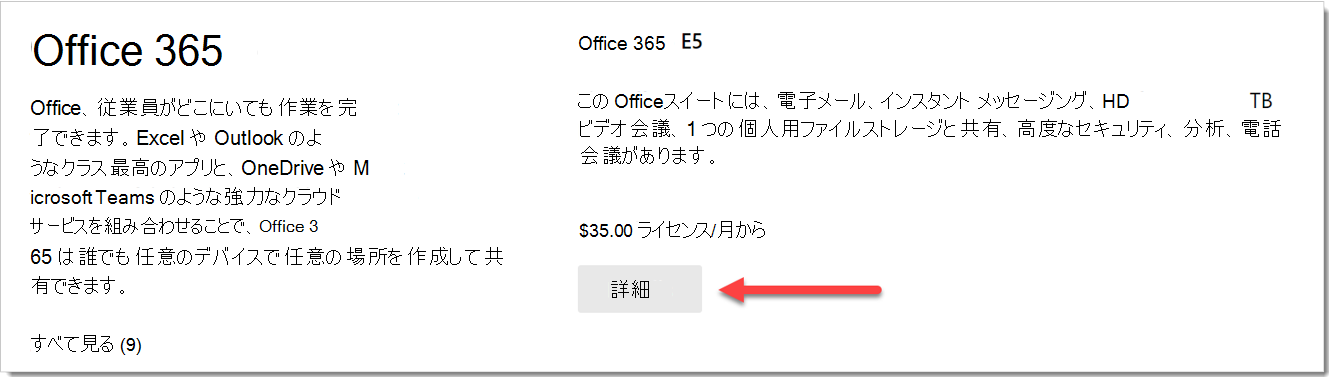 Office 365
Office、従業員がどこにいても作業を完
了できます。Excel や Outlook のよ
うなクラス最高のアプリと、OneDrive や M
icrosoft Teams のような強力なクラウド
サービスを組み合わせることで、Office 3
65 は誰でも任意のデバイスで任意の場所を作成して共
有できます。
すべて見る (9)
Office 365 E5
この Officeスイートには、電子メール、インスタント メッセージング、HD TB
ビデオ会議、1 つの個人用ファイルストレージと共有、高度なセキュリティ、分析、電話
会議があります。
$35.00 ライセンス/月から
詳細